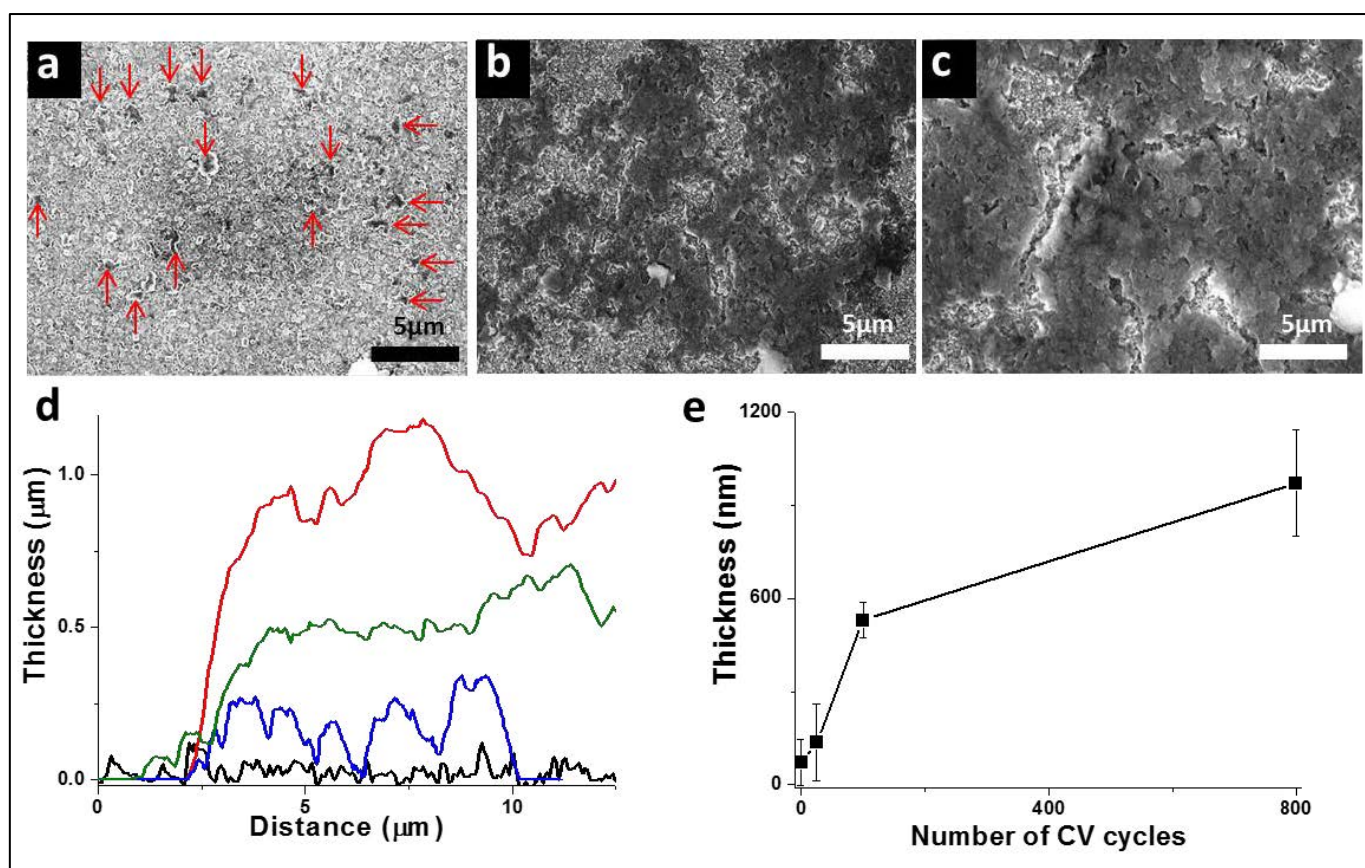 a
b
c
5µm
5µm
5µm
d
Thickness (µm)
1.0
0.5
0.0
0
5
10
Distance (µm)
e
Thickness (nm)
1200
600
0
0
400
800
Number of CV cycles